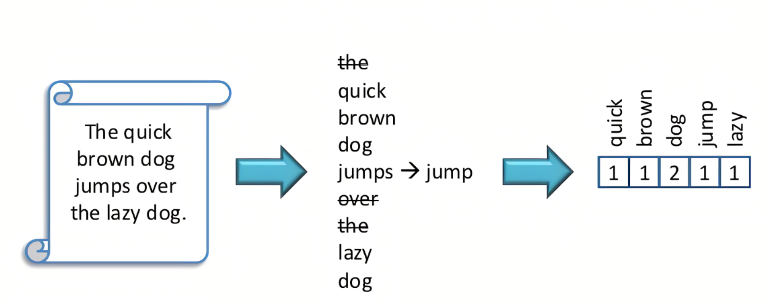 The quick
brown dog
jumps over
the lazy dog.
the
quick
brown
dog
jumps → jump
over
the
lazy
dog
quick brown dog jump lazy
1 1 2 1 1